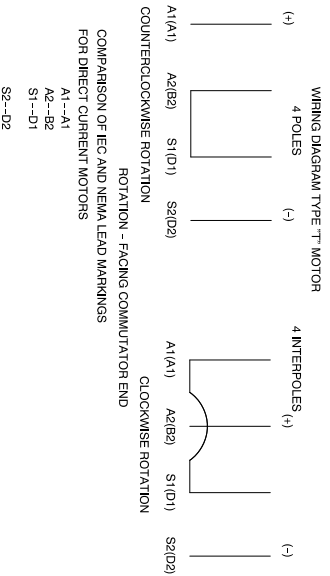 WIRING DIAGRAM TYPE "T" MOTOR
4 POLES
4 INTERPOLES
(+)
(-)
(+)
(-)
A1(A1)
A2(B2)
S1(D1)
S2(D2)
A1(A1)
A2(B2)
S1(D1)
S2(D2)
COUNTERCLOCKWISE ROTATION
CLOCKWISE ROTATION
ROTATION - FACING COMMUTATOR END
COMPARISON OF IEC AND NEMA LEAD MARKINGS
FOR DIRECT CURRENT MOTORS
A1--A1
A2--B2
S1--D1
S2--D2